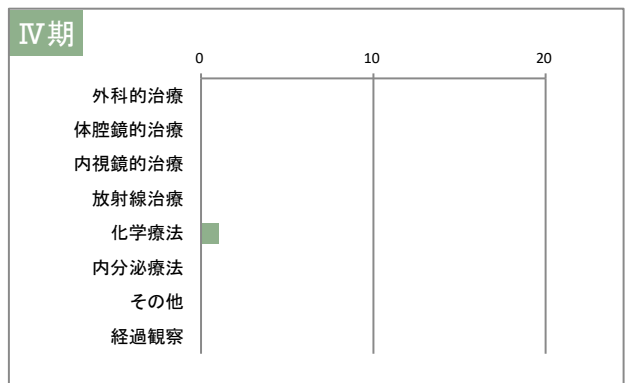 Ⅳ期
0 10 20
外科的治療
体腔鏡的治療
内視鏡的治療
放射線治療
化学療法
内分泌療法
その他
経過観察